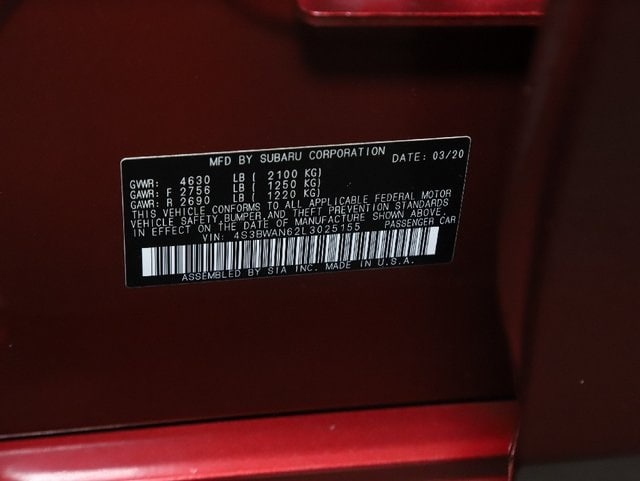 MFD BY SUBARU CORPORATION DATE: 03/20
GVWR: 4630 LB ( 2100 KG)
GAWR: F 2756 LB ( 1250 KG)
GAWR: R 2690 LB ( 1220 KG)
THIS VEHICLE CONFORMS TO ALL APPLICABLE FEDERAL MOTOR
VEHICLE SAFETY, BUMPER, AND THEFT PREVENTION STANDARDS
IN EFFECT ON THE DATE OF MANUFACTURE SHOWN ABOVE.
VIN: 4S3BWAN62L3025155 PASSENGER CAR
ASSEMBLED BY SIA INC. MADE IN U.S.A.